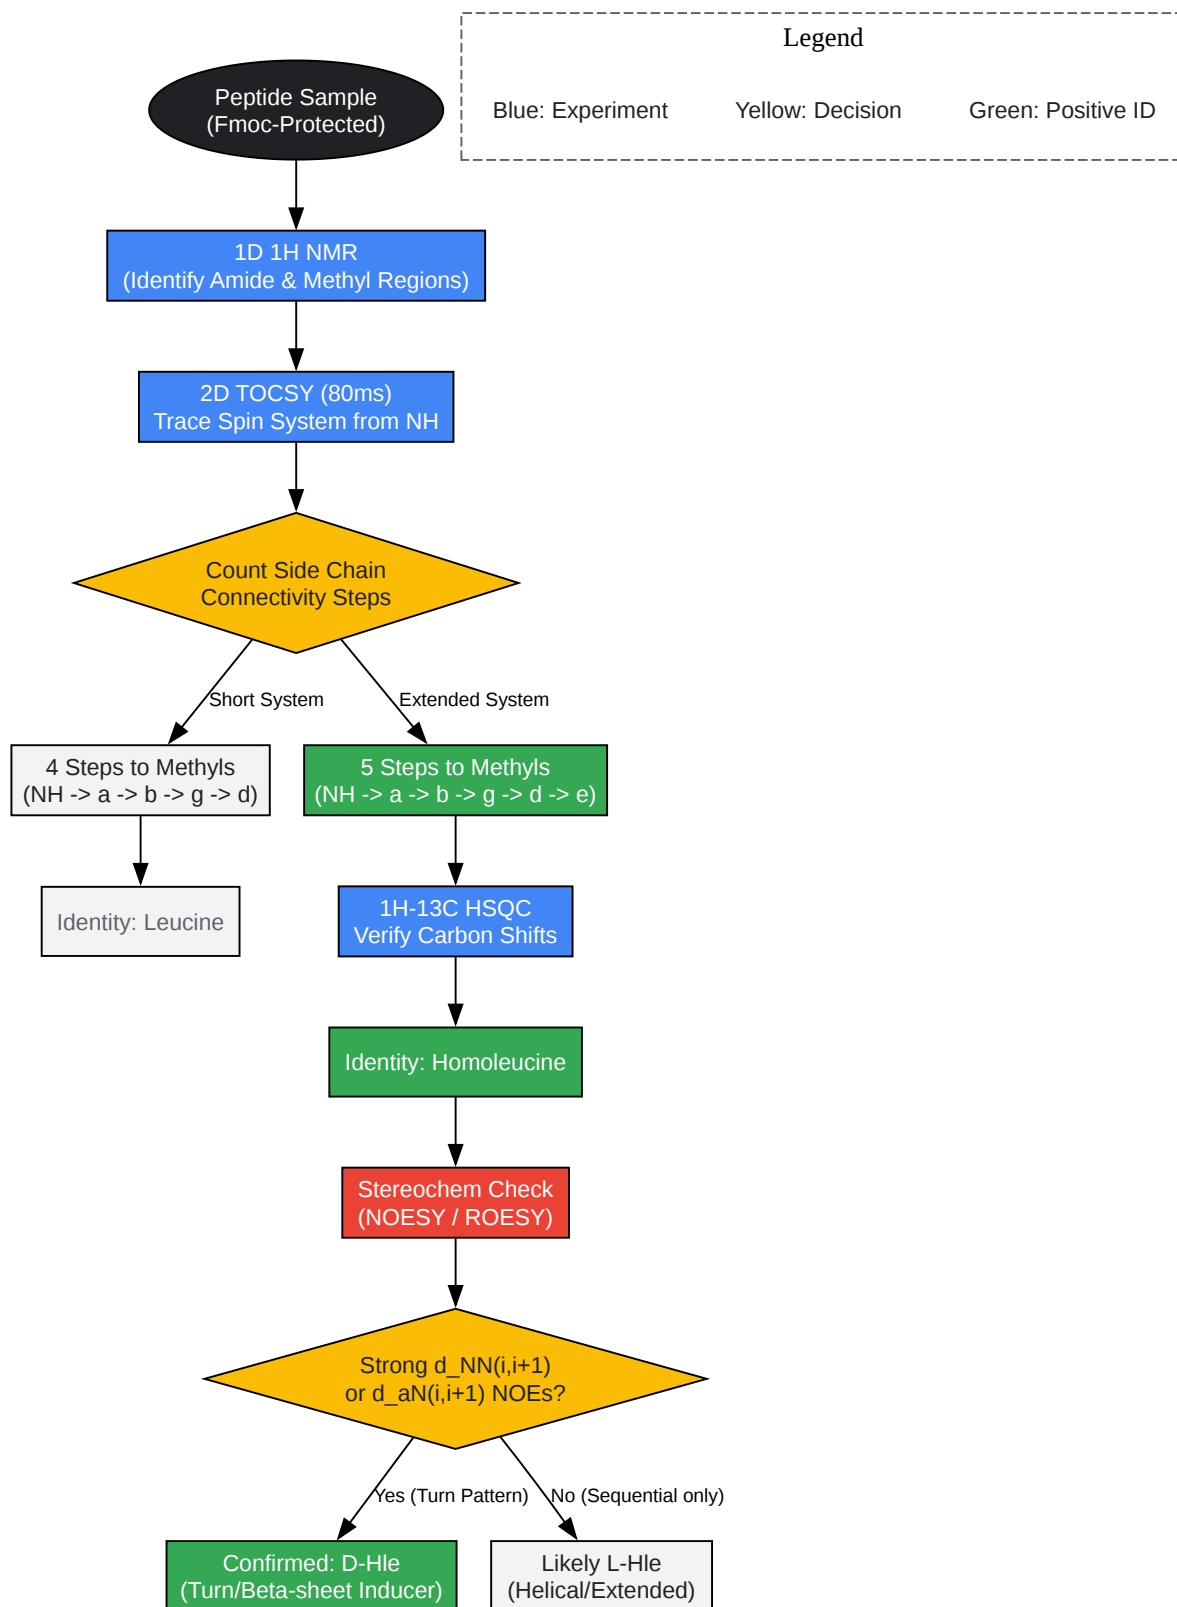 Legend
Blue: Experiment
Yellow: Decision
Green: Positive ID
Peptide Sample
(Fmoc-Protected)
1D 1H NMR
(Identify Amide & Methyl Regions)
2D TOCSY (80ms)
Trace Spin System from NH
Count Side Chain
Connectivity Steps
Short System
Extended System
4 Steps to Methyls
(NH -> a -> b -> g -> d)
5 Steps to Methyls
(NH -> a -> b -> g -> d -> e)
Identity: Leucine
1H-13C HSQC
Verify Carbon Shifts
Identity: Homoleucine
Stereochem Check
(NOESY / ROESY)
Strong d_NN(i,i+1)
or d_aN(i,i+1) NOEs?
Yes (Turn Pattern)
No (Sequential only)
Confirmed: D-Hle
(Turn/Beta-sheet Inducer)
Likely L-Hle
(Helical/Extended)